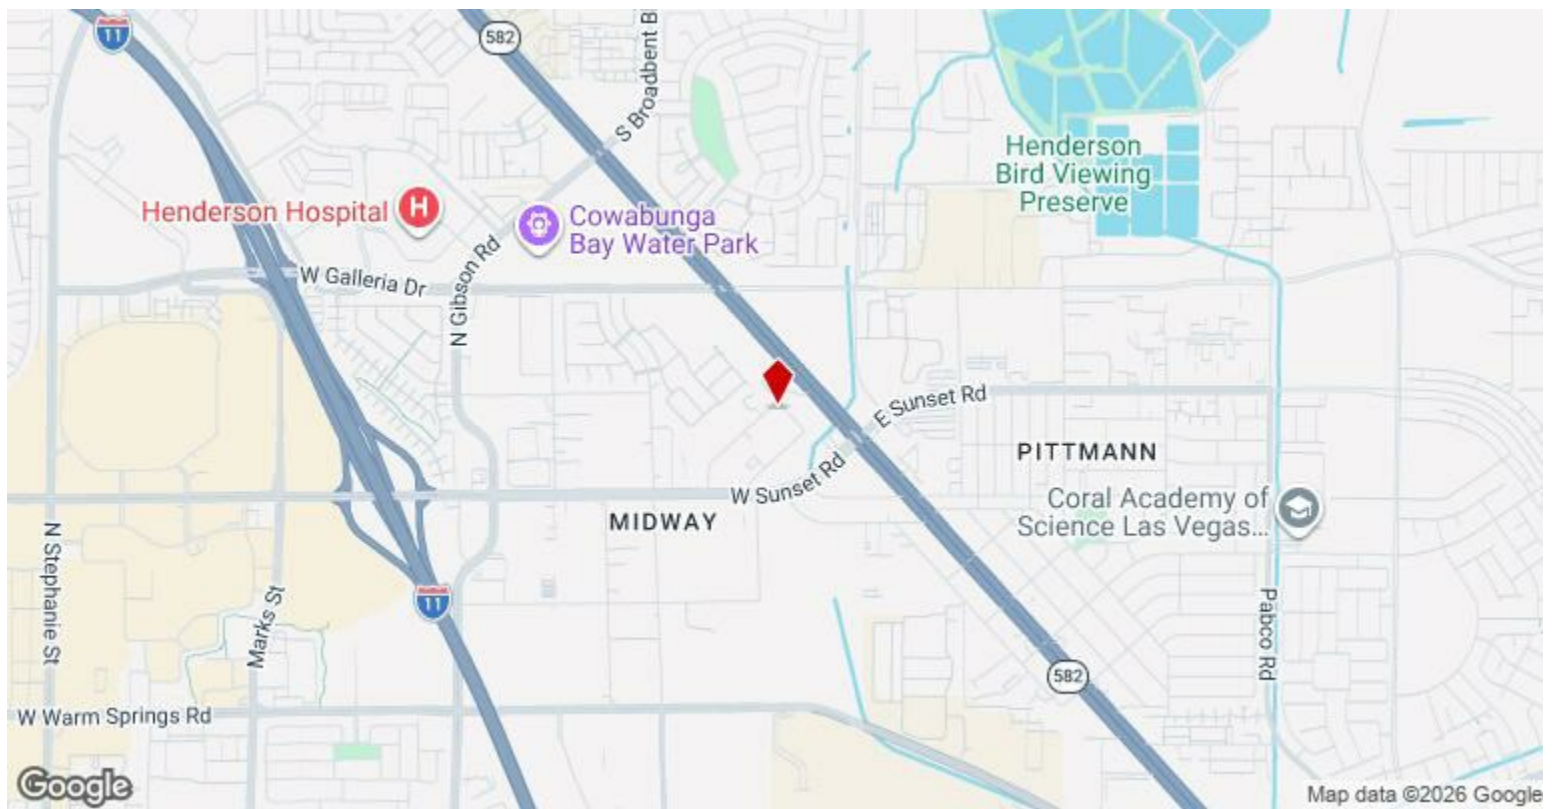 11
582
S Broadbent B
Henderson
Bird Viewing
Preserve
Henderson Hospital
H
Cowabunga
Bay Water Park
N Gibson Rd
W Galleria Dr
E Sunset Rd
PITTMANN
W Sunset Rd
MIDWAY
Coral Academy of
Science Las Vegas...
N Stephanie St
Marks St
11
Pabco Rd
582
W Warm Springs Rd
Google
Map data ©2026 Google